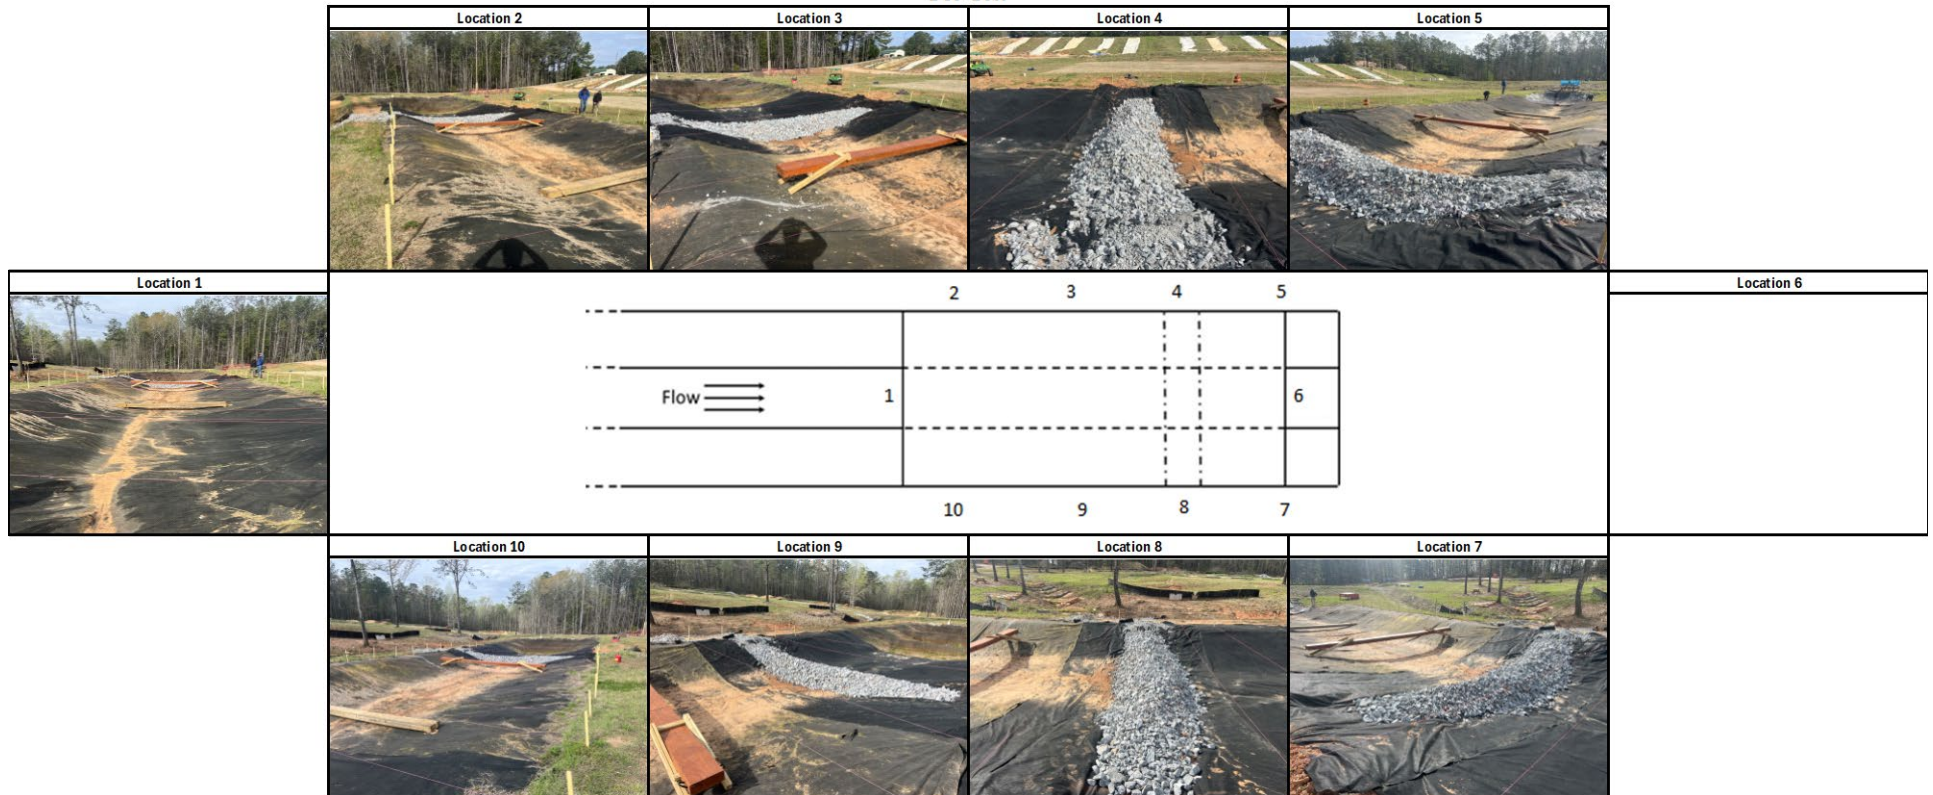 Location 2
Location 3
Location 4
Location 5
Location 1
Location 6
2
3
4
5
Flow
1
6
10
9
8
7
Location 10
Location 9
Location 8
Location 7